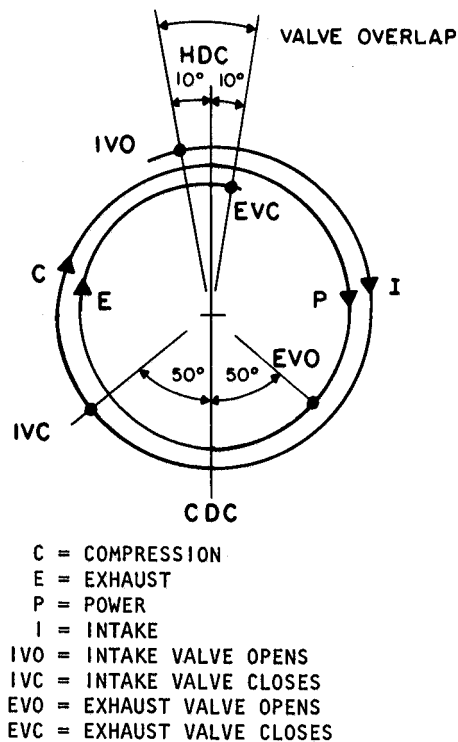 VALVE OVERLAP
HDC
10° 10°
IVO
EVC
C E P I
EVO
50° 50°
IVC
CDC
C = COMPRESSION
E = EXHAUST
P = POWER
I = INTAKE
IVO = INTAKE VALVE OPENS
IVC = INTAKE VALVE CLOSES
EVO = EXHAUST VALVE OPENS
EVC = EXHAUST VALVE CLOSES